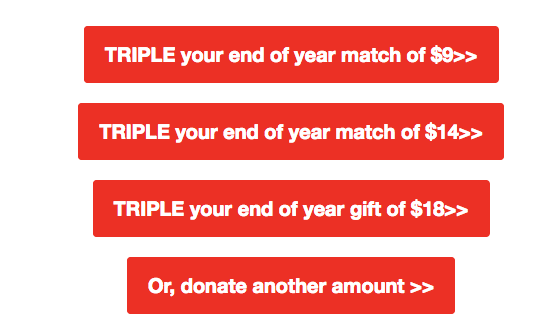 TRIPLE your end of year match of $9>>
TRIPLE your end of year match of $14>>
TRIPLE your end of year gift of $18>>
Or, donate another amount >>